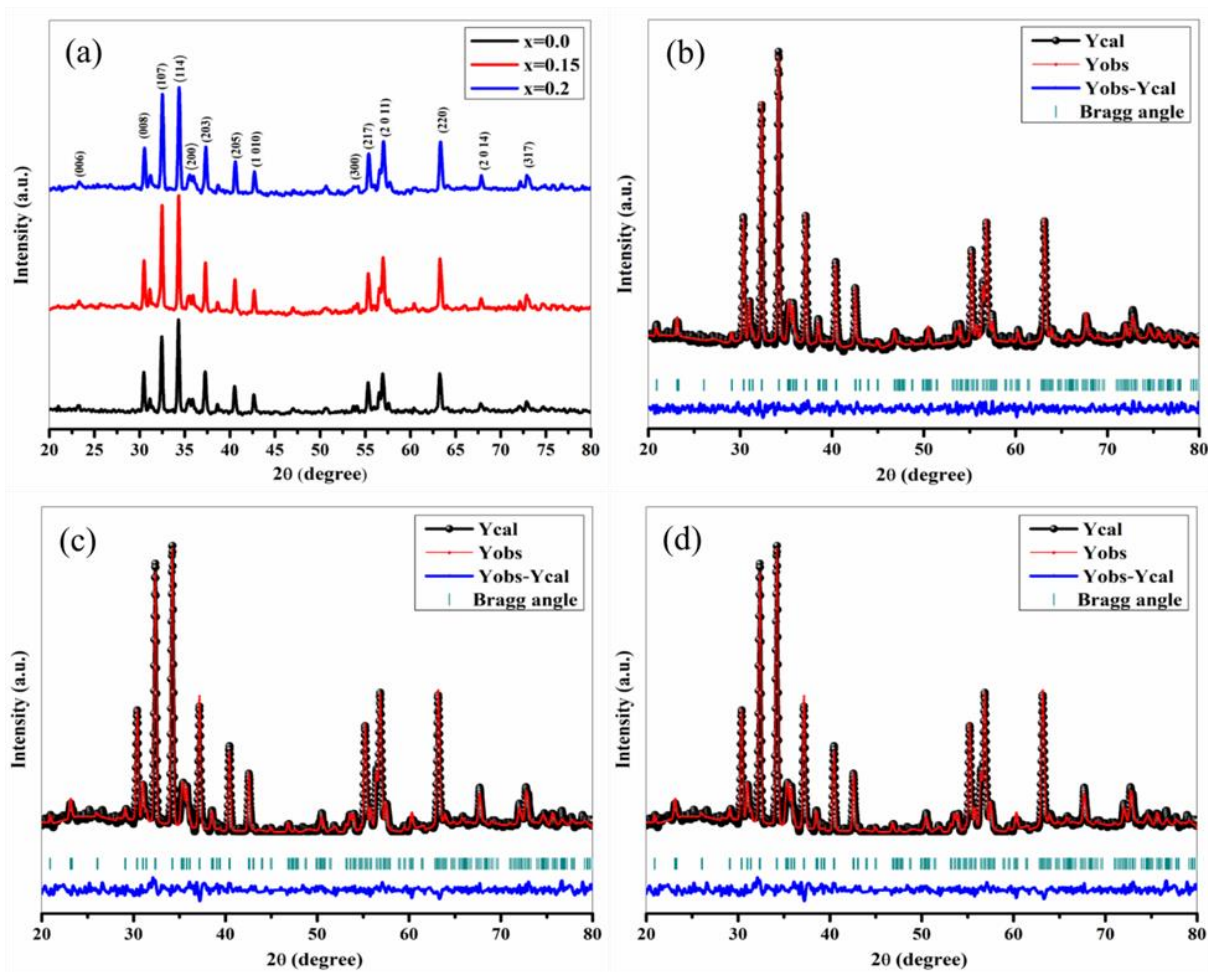 (a)
x=0.0
x=0.15
x=0.2
(006)
(008)
(107)
(114)
(200)
(203)
(205)
(1 010)
(300)
(217)
(2 0 11)
(220)
(2 0 14)
(317)
Intensity (a.u.)
20 25 30 35 40 45 50 55 60 65 70 75 80
2θ (degree)
(b)
Ycal
Yobs
Yobs-Ycal
Bragg angle
Intensity (a.u.)
20 30 40 50 60 70 80
2θ (degree)
(c)
Ycal
Yobs
Yobs-Ycal
Bragg angle
Intensity (a.u.)
20 30 40 50 60 70 80
2θ (degree)
(d)
Ycal
Yobs
Yobs-Ycal
Bragg angle
Intensity (a.u.)
20 30 40 50 60 70 80
2θ (degree)